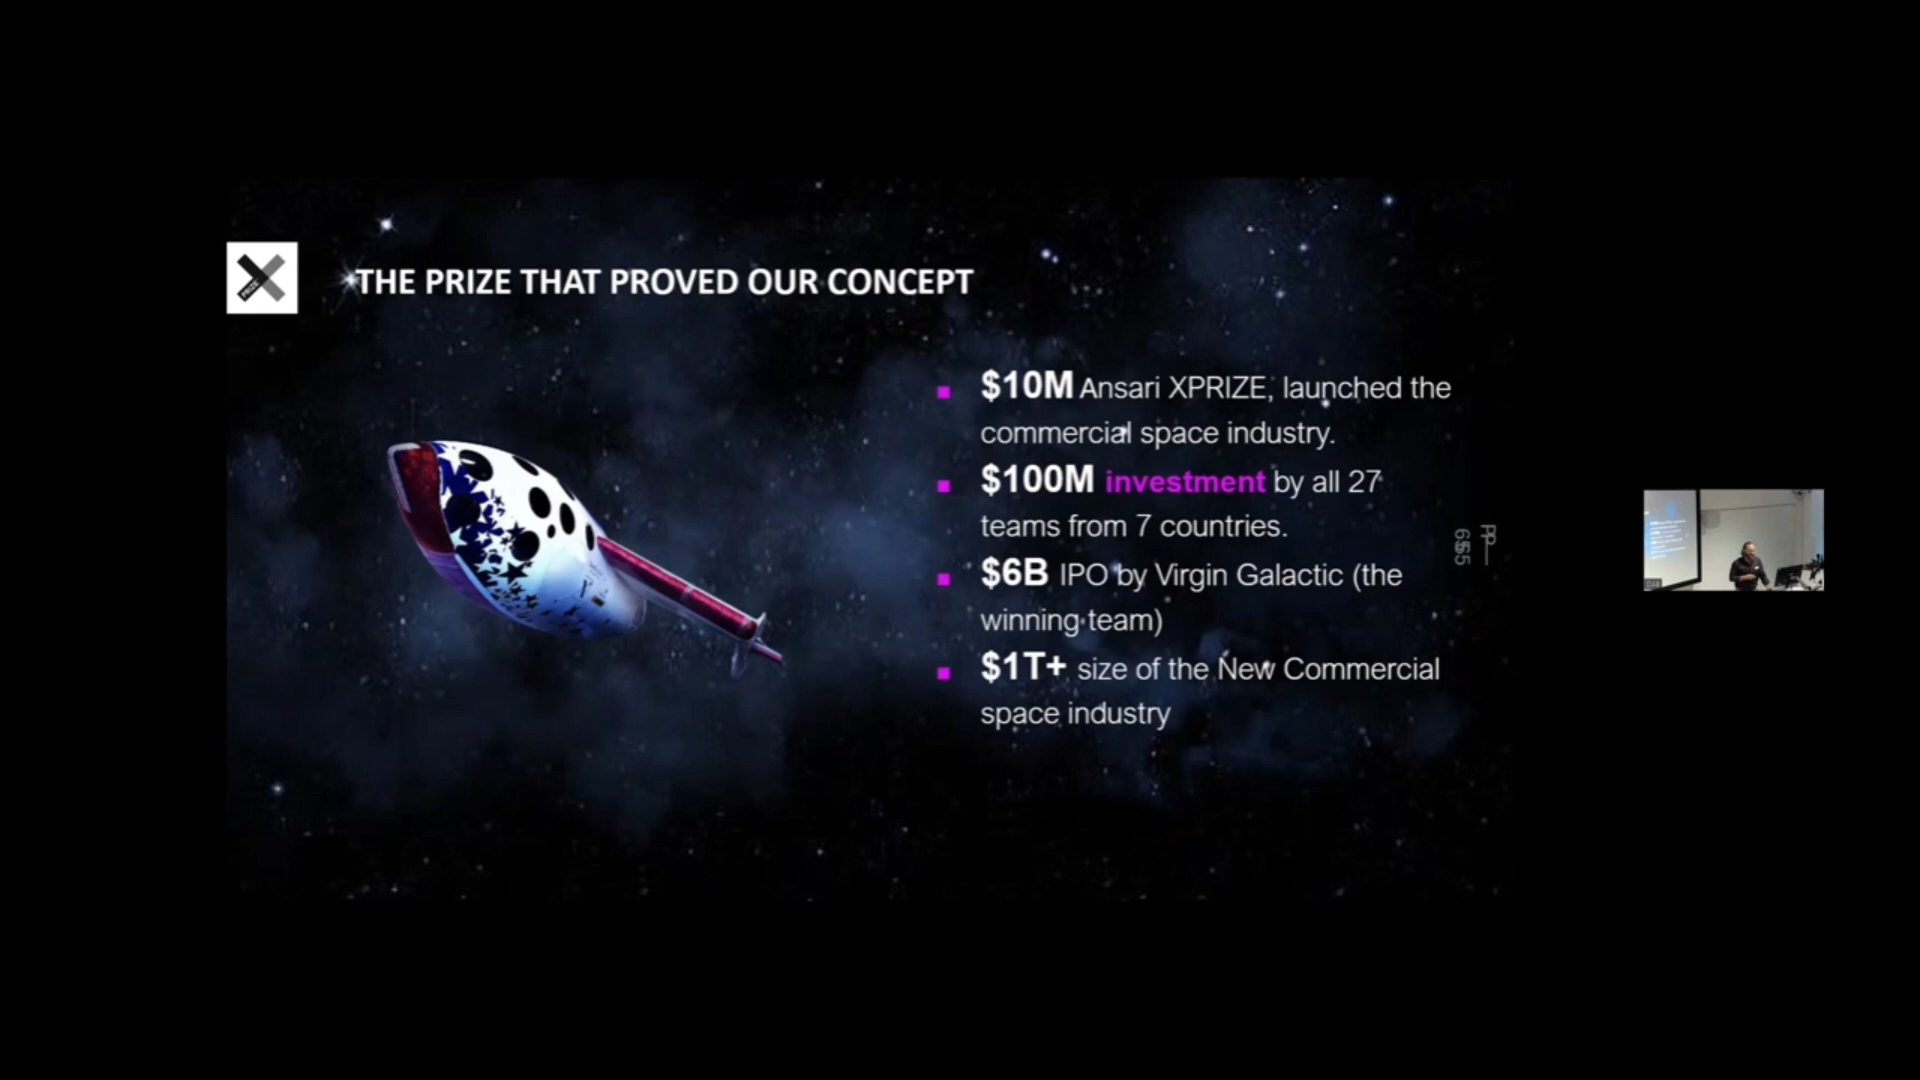 PRIZE
THE PRIZE THAT PROVED OUR CONCEPT
$10M Ansari XPRIZE, launched the
commercial space industry.
$100M investment by all 27
teams from 7 countries.
$6B IPO by Virgin Galactic (the
winning team)
$1T+ size of the New Commercial
space industry